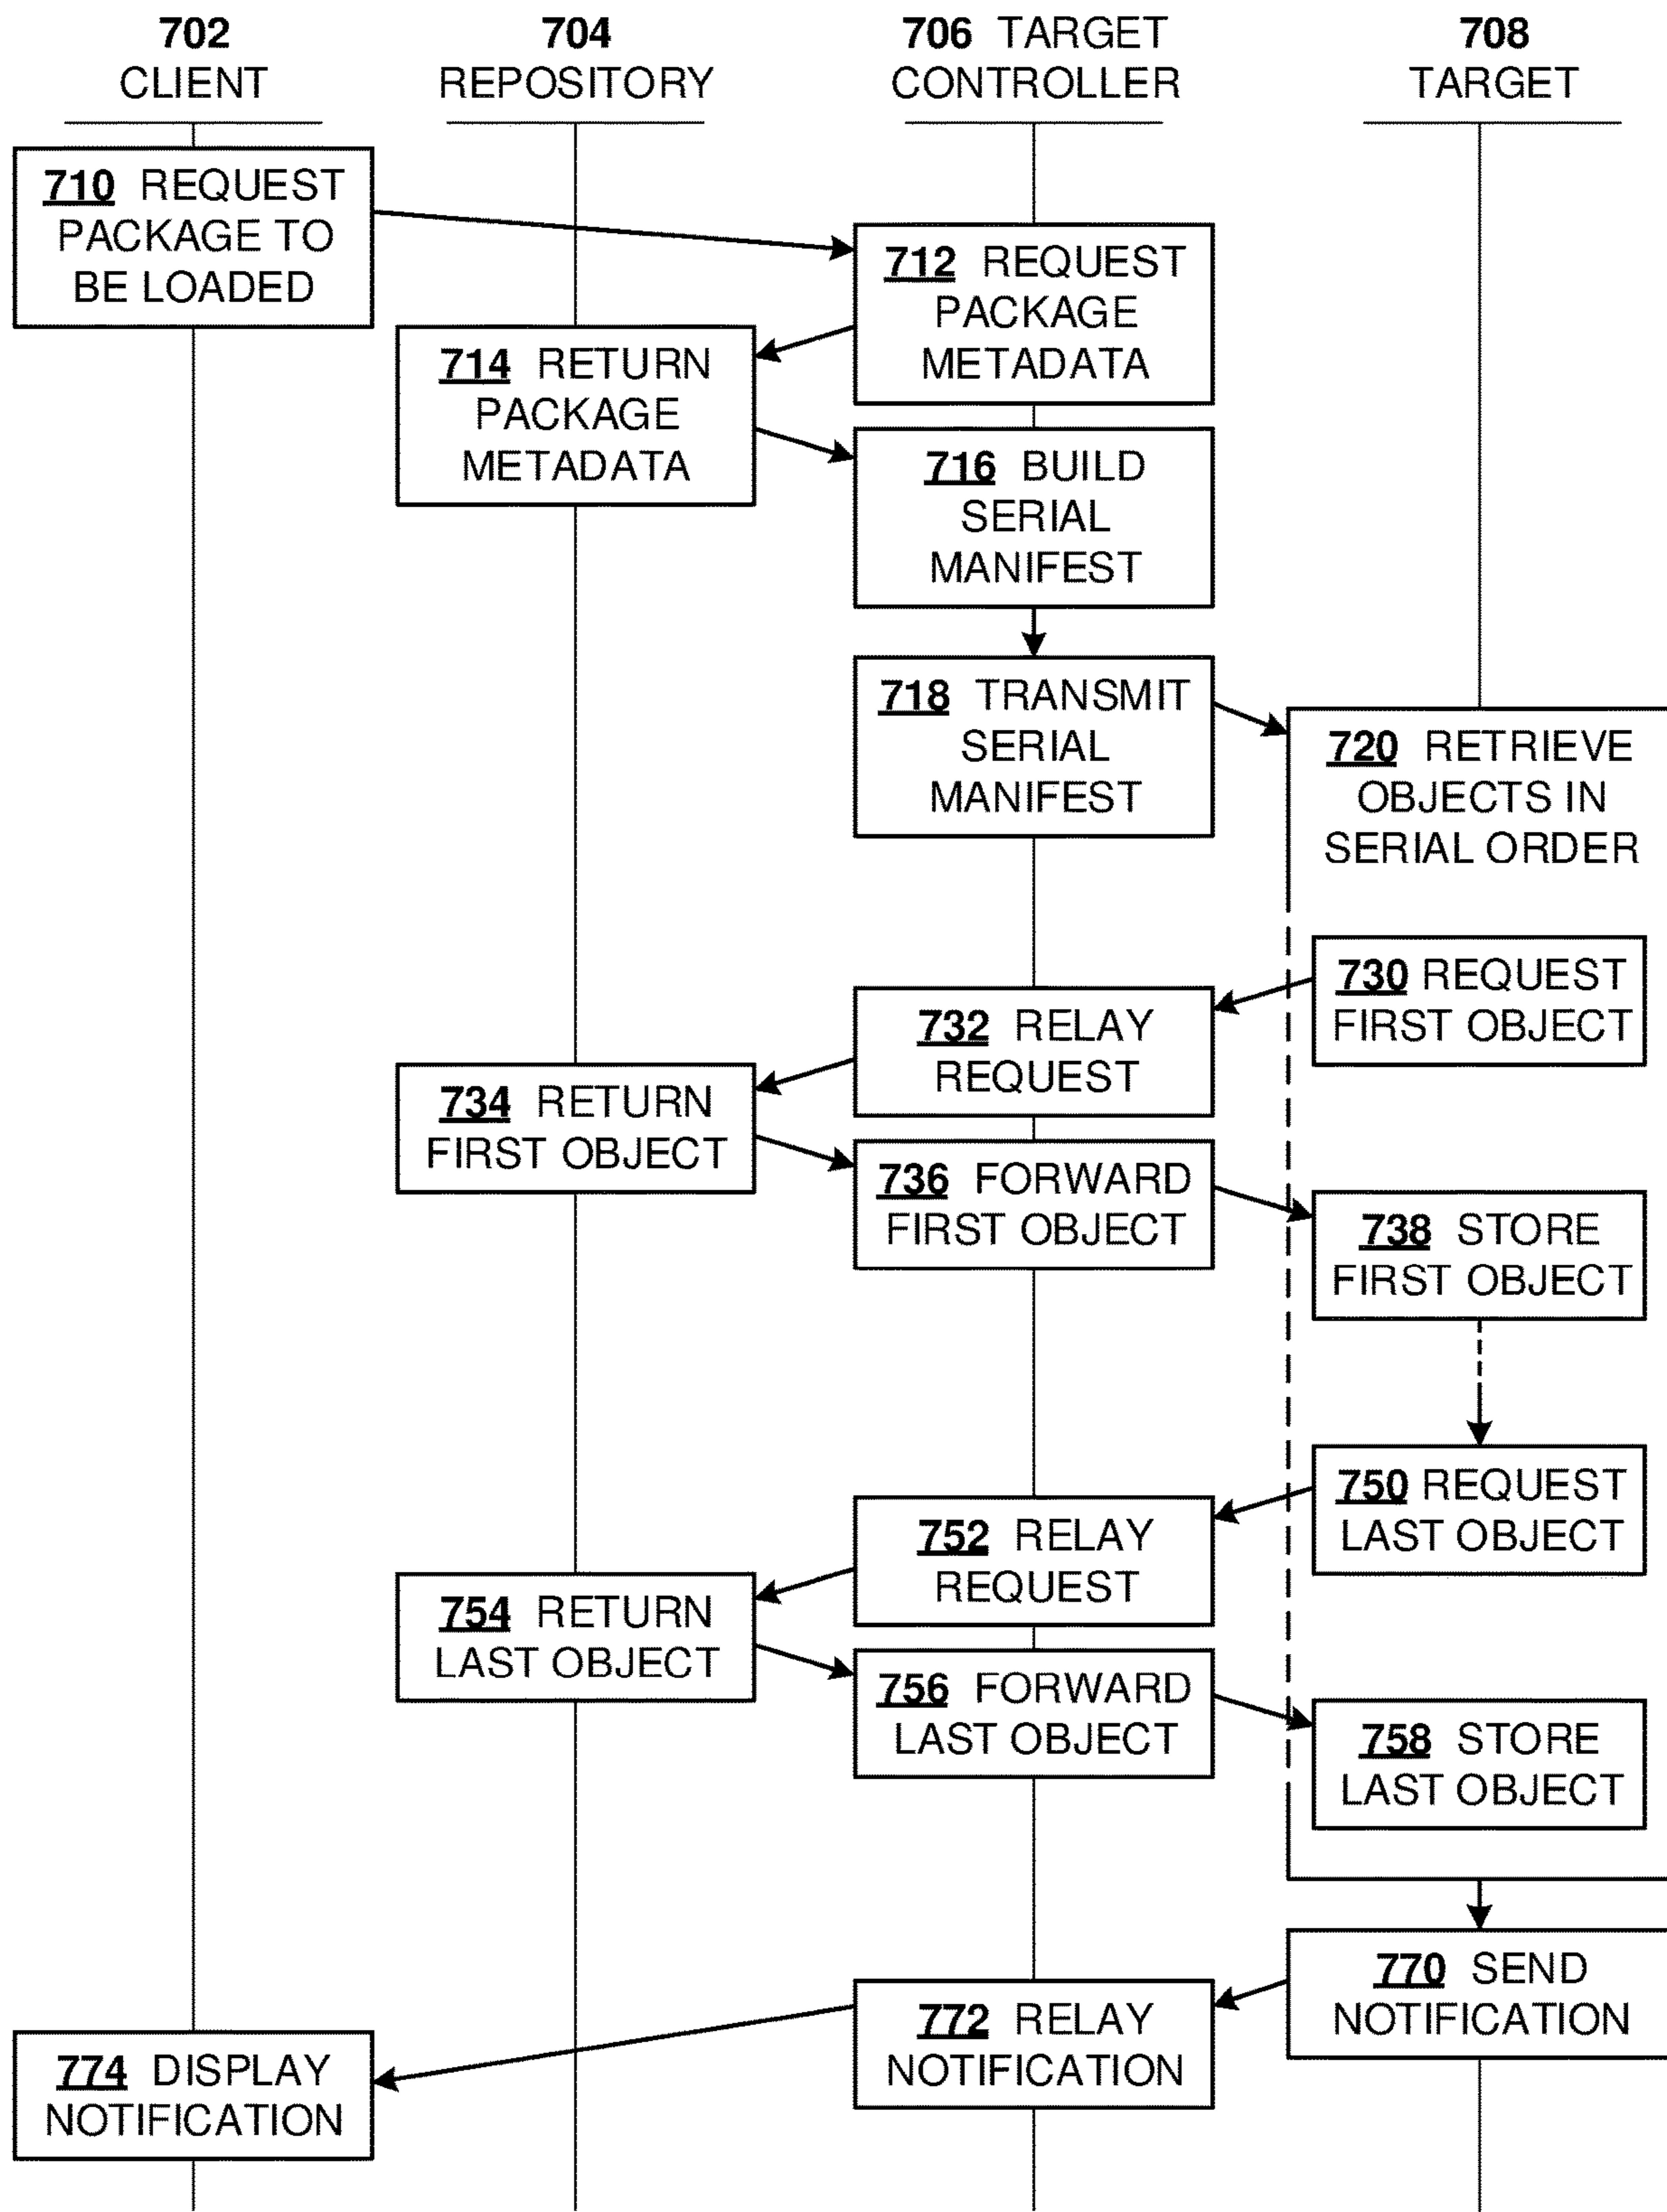 702
CLIENT
704
REPOSITORY
706 TARGET
CONTROLLER
708
TARGET
710 REQUEST
PACKAGE TO
BE LOADED
712 REQUEST
PACKAGE
METADATA
714 RETURN
PACKAGE
METADATA
716 BUILD
SERIAL
MANIFEST
718 TRANSMIT
SERIAL
MANIFEST
720 RETRIEVE
OBJECTS IN
SERIAL ORDER
730 REQUEST
FIRST OBJECT
732 RELAY
REQUEST
734 RETURN
FIRST OBJECT
736 FORWARD
FIRST OBJECT
738 STORE
FIRST OBJECT
750 REQUEST
LAST OBJECT
752 RELAY
REQUEST
754 RETURN
LAST OBJECT
756 FORWARD
LAST OBJECT
758 STORE
LAST OBJECT
770 SEND
NOTIFICATION
772 RELAY
NOTIFICATION
774 DISPLAY
NOTIFICATION